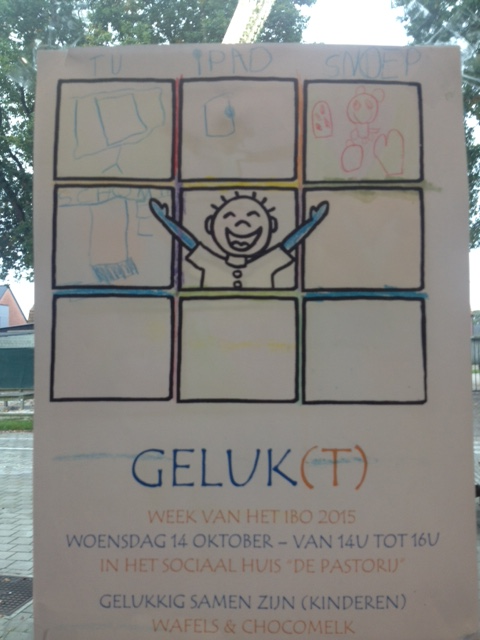 TV IPAD SNOEP
GELUK(T)
WEEK VAN HET IBO 2015
WOENSDAG 14 OKTOBER – VAN 14U TOT 16U
IN HET SOCIAAL HUIS "DE PASTORIJ"
GELUKKIG SAMEN ZIJN (KINDEREN)
WAFELS & CHOCOMELK